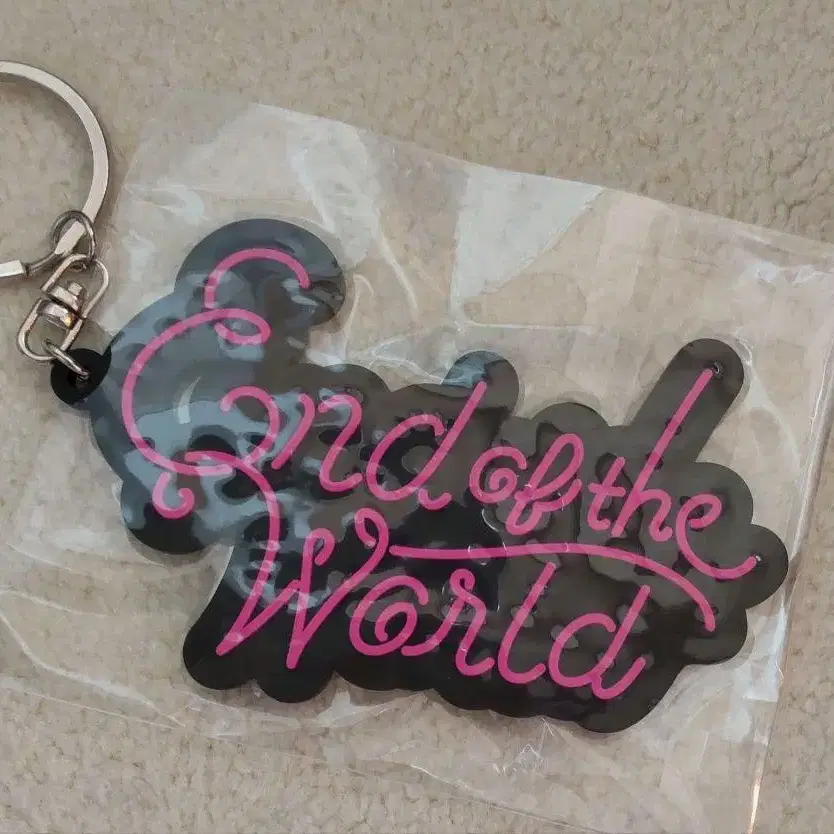 End of the
World